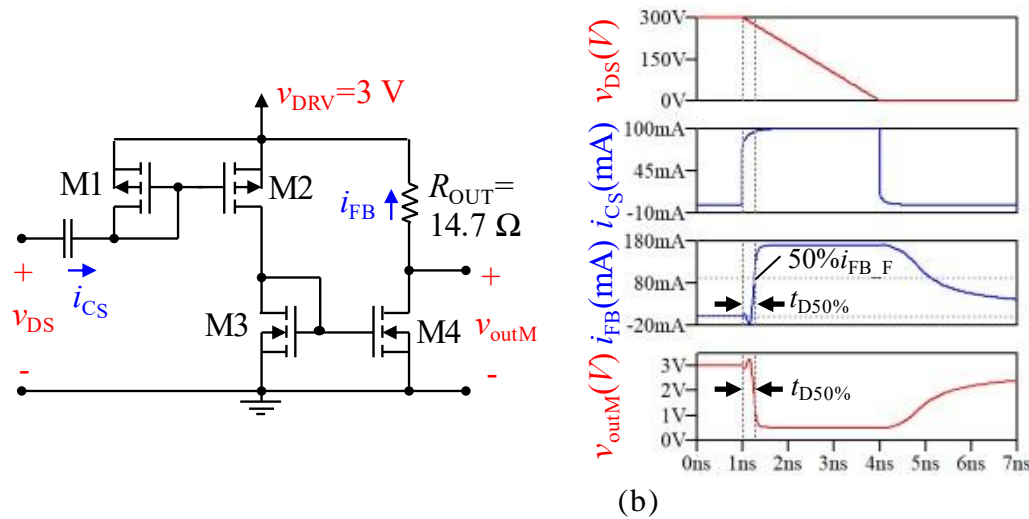 vDRV=3 V
M1
M2
iFB
ROUT=
14.7 Ω
+
vDS
-
iCS
M3
M4
+
voutM
-
vDS(V)
300V
150V
0V
iCS(mA)
100mA
45mA
-10mA
iFB(mA)
180mA
80mA
-20mA
50%iFB_F
tD50%
voutM(V)
3V
2V
1V
0V
tD50%
0ns 1ns 2ns 3ns 4ns 5ns 6ns 7ns
(b)